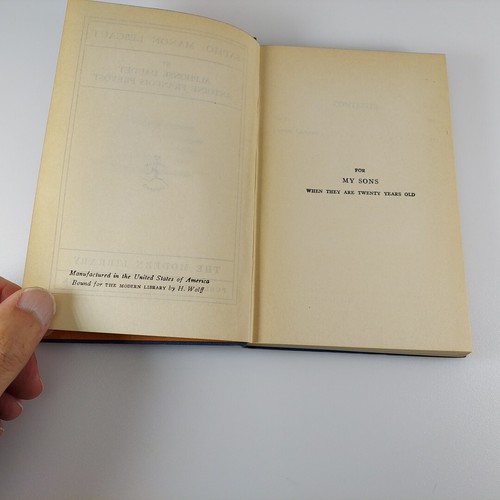 Manufactured in the United States of America
Bound for THE MODERN LIBRARY by H. Wolff
FOR
MY SONS
WHEN THEY ARE TWENTY YEARS OLD